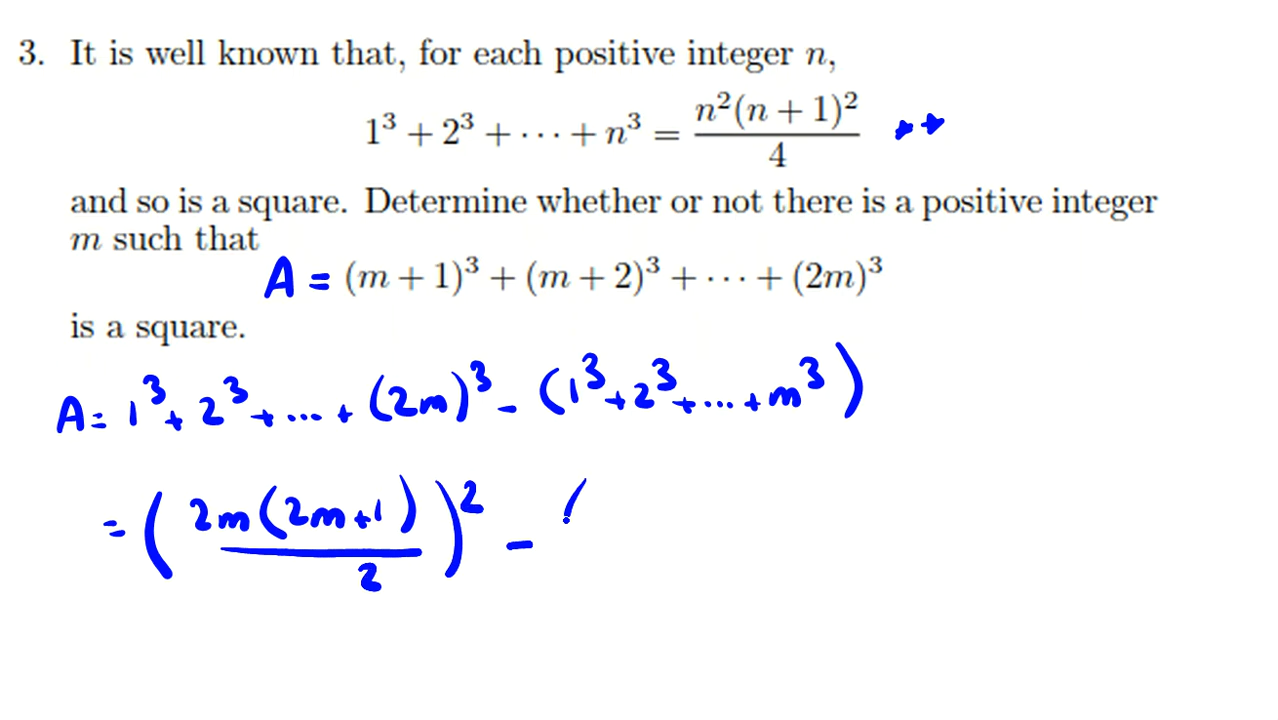 3. It is well known that, for each positive integer n,
1³ + 2³ + ⋯ + n³ = n²(n + 1)²/4 **
and so is a square. Determine whether or not there is a positive integer
m such that
A = (m + 1)³ + (m + 2)³ + ⋯ + (2m)³
is a square.
A = 1³ + 2³ + ... + (2m)³ - (1³ + 2³ + ... + m³)
= (2m(2m+1)/2)² - (